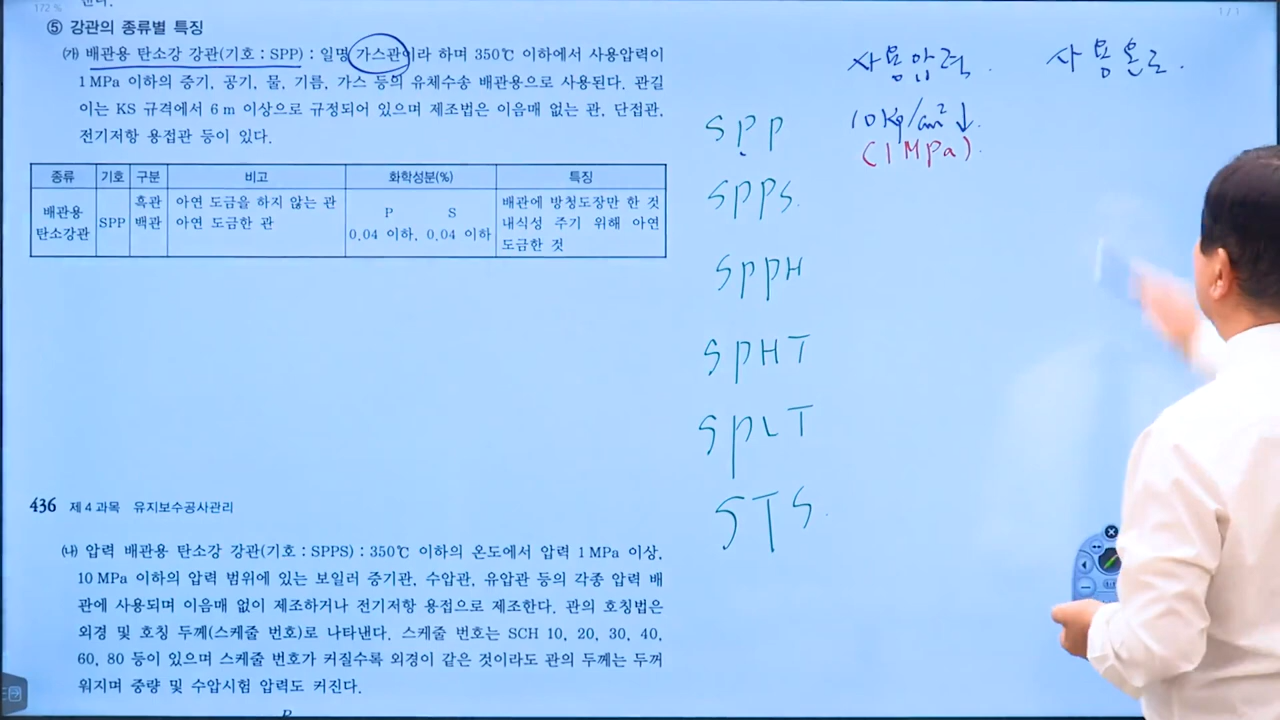 172 %
1 / 1
⑤ 강관의 종류별 특징
㈎ 배관용 탄소강 강관(기호 : SPP) : 일명 가스관이라 하며 350℃ 이하에서 사용압력이
1 MPa 이하의 증기, 공기, 물, 기름, 가스 등의 유체수송 배관용으로 사용된다. 관길
이는 KS 규격에서 6 m 이상으로 규정되어 있으며 제조법은 이음매 없는 관, 단접관,
전기저항 용접관 등이 있다.
종류 기호 구분 비고 화학성분(%) 특징
배관용 탄소강관 SPP 흑관 백관 아연 도금을 하지 않는 관 아연 도금한 관 P S 0.04 이하, 0.04 이하 배관에 방청도장만 한 것 내식성 주기 위해 아연 도금한 것
436 제 4 과목 유지보수공사관리
㈏ 압력 배관용 탄소강 강관(기호 : SPPS) : 350℃ 이하의 온도에서 압력 1 MPa 이상,
10 MPa 이하의 압력 범위에 있는 보일러 증기관, 수압관, 유압관 등의 각종 압력 배
관에 사용되며 이음매 없이 제조하거나 전기저항 용접으로 제조한다. 관의 호칭법은
외경 및 호칭 두께(스케줄 번호)로 나타낸다. 스케줄 번호는 SCH 10, 20, 30, 40,
60, 80 등이 있으며 스케줄 번호가 커질수록 외경이 같은 것이라도 관의 두께는 두꺼
워지며 중량 및 수압시험 압력도 커진다.
사용압력. 사용온도.
SPP 10kg/cm² ↓.
(1 MPa).
SPPS.
SPPH
SPHT
SPLT
STS.